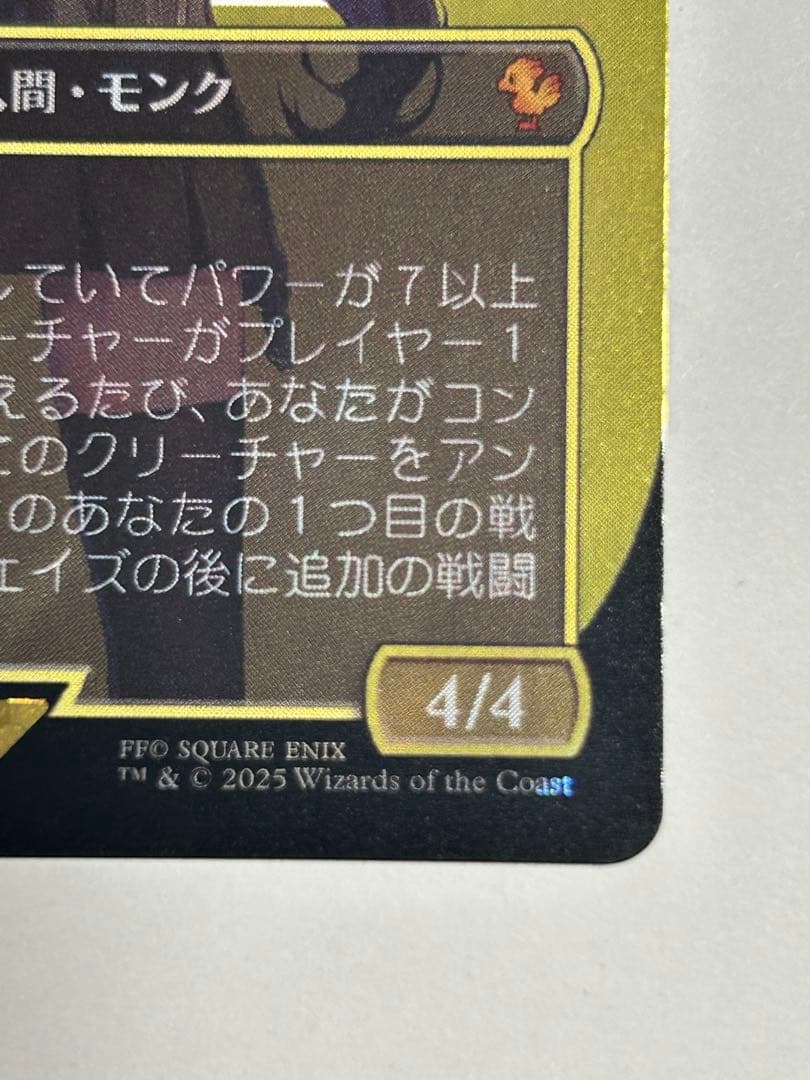 人間・モンク
していてパワーが７以上
ーチャーがプレイヤー１
えるたび、あなたがコン
てのクリーチャーをアン
のあなたの１つ目の戦
ェイズの後に追加の戦闘
4/4
FF© SQUARE ENIX
™ & © 2025 Wizards of the Coast